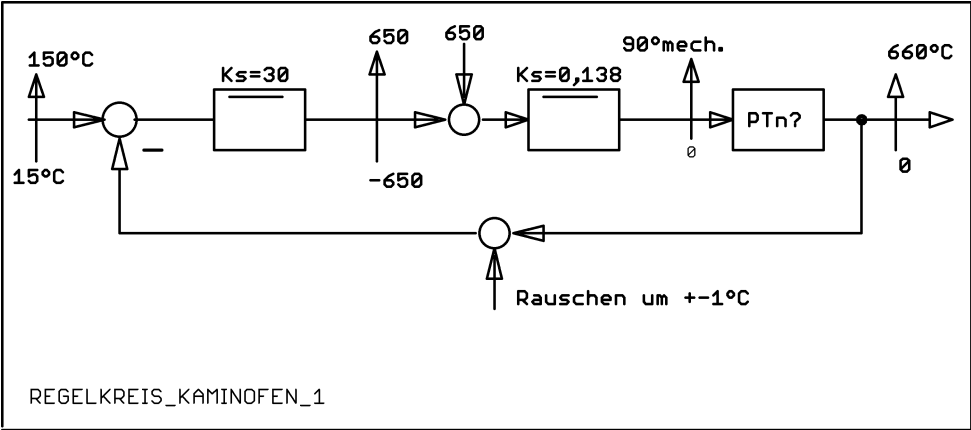 150°C
15°C
Ks=30
650
-650
650
Ks=0,138
90°mech.
0
PTn?
660°C
0
-
Rauschen um +-1°C
REGELKREIS_KAMINOFEN_1